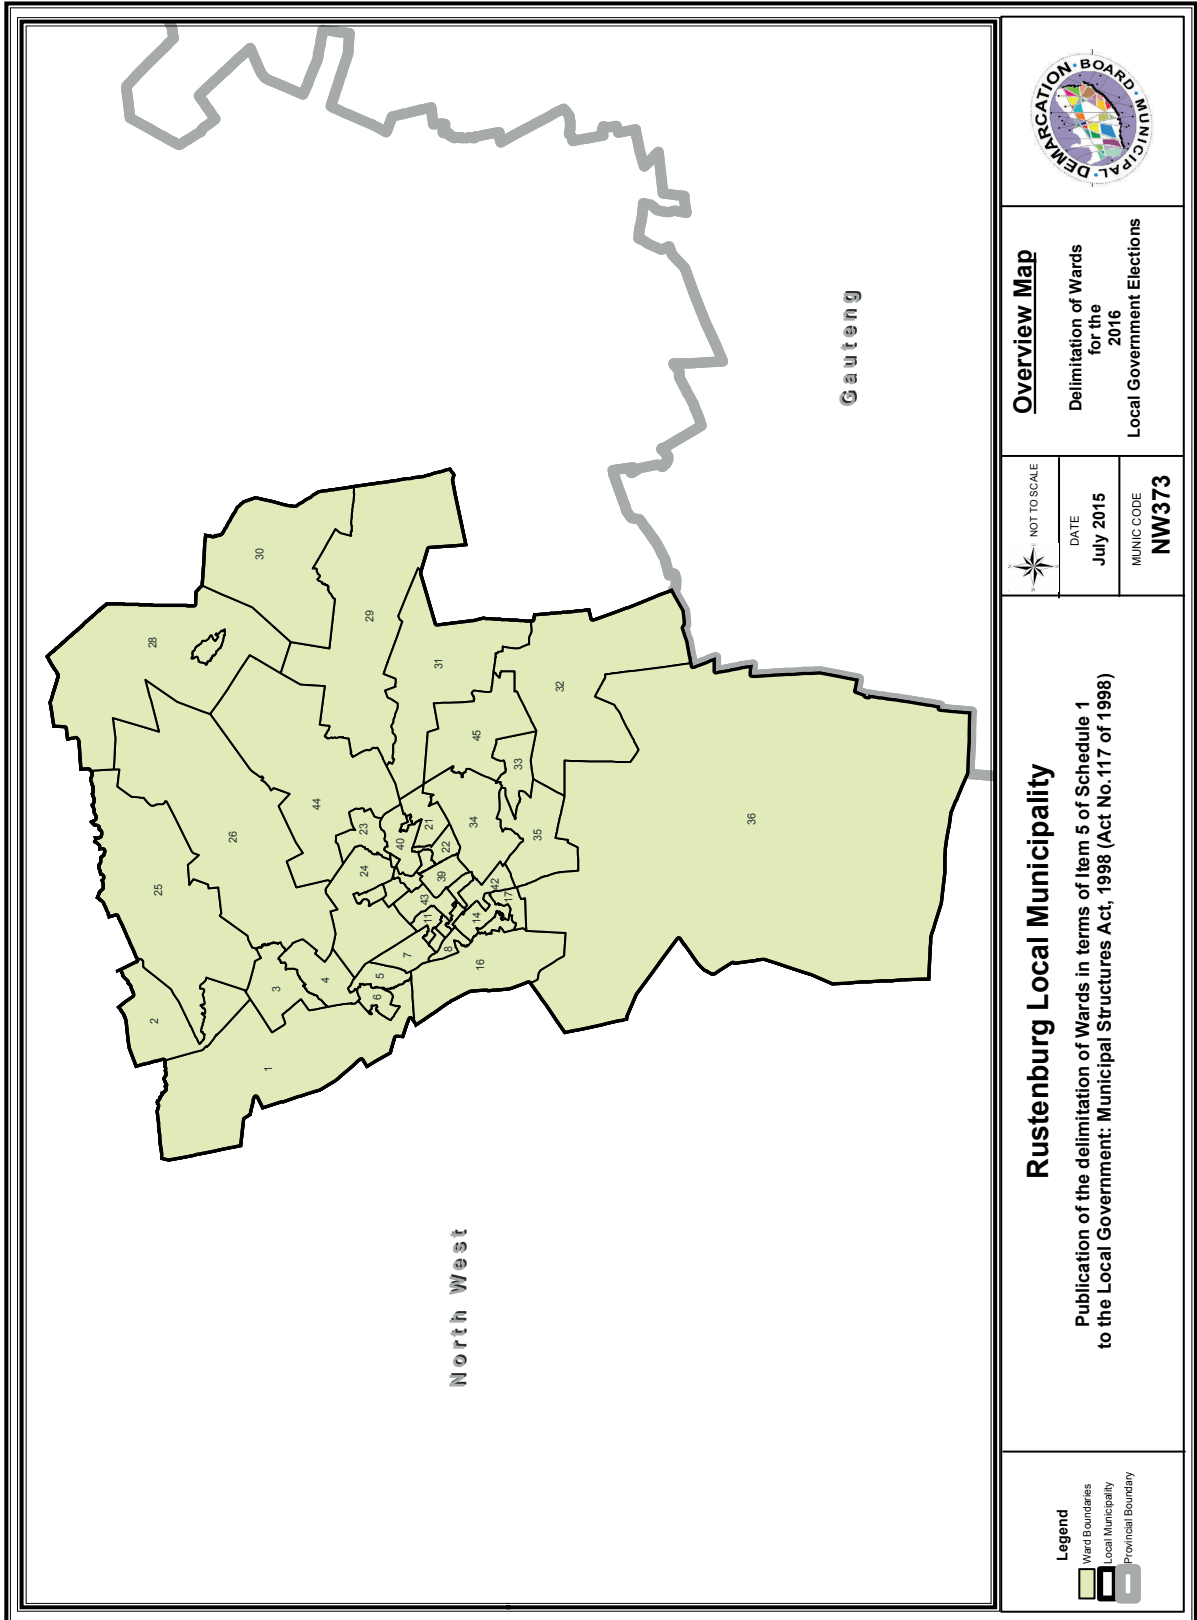 North West
Gauteng
1
2
3
4
5
6
7
8
11
14
16
17
21
22
23
24
25
26
28
29
30
31
32
33
34
35
36
39
40
42
43
44
45
Legend
Ward Boundaries
Local Municipality
Provincial Boundary
Rustenburg Local Municipality
Publication of the delimitation of Wards in terms of Item 5 of Schedule 1
to the Local Government: Municipal Structures Act, 1998 (Act No.117 of 1998)
NOT TO SCALE
DATE
July 2015
MUNIC CODE
NW373
Overview Map
Delimitation of Wards
for the
2016
Local Government Elections
MUNICIPAL · DEMARCATION · BOARD ·